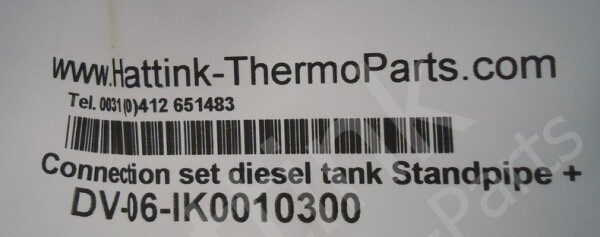 www.Hattink-ThermoParts.com
Tel. 0031(0)412 651483
Connection set diesel tank Standpipe +
DV-06-IK0010300